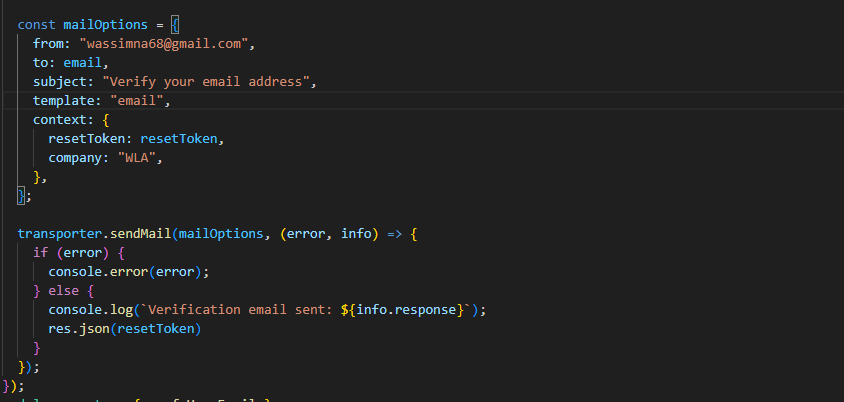 const mailOptions = {
from: "wassimna68@gmail.com",
to: email,
subject: "Verify your email address",
template: "email",
context: {
resetToken: resetToken,
company: "WLA",
},
};
transporter.sendMail(mailOptions, (error, info) => {
if (error) {
console.error(error);
} else {
console.log(`Verification email sent: ${info.response}`);
res.json(resetToken)
}
});
});